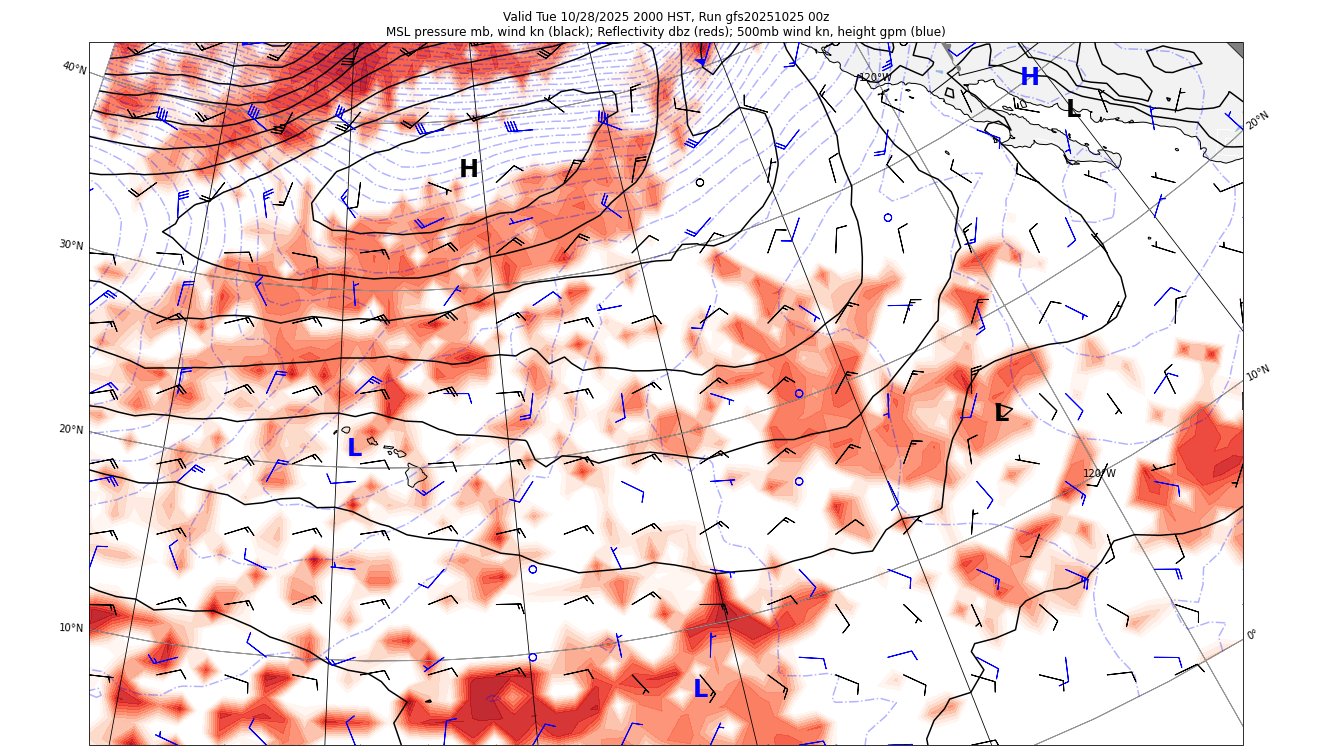 Valid Tue 10/28/2025 2000 HST, Run gfs20251025 00z
MSL pressure mb, wind kn (black); Reflectivity dbz (reds); 500mb wind kn, height gpm (blue)
40°N
120°W
H
L
20°N
H
30°N
10°N
L
20°N
L
120°W
10°N
0°
L